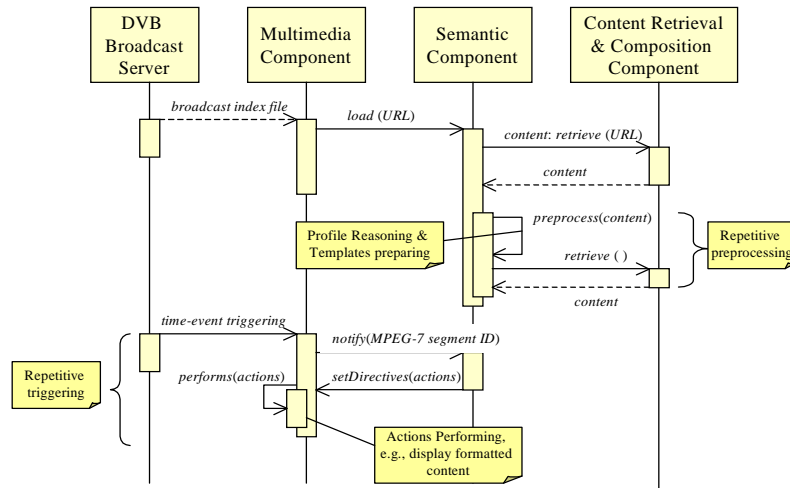 DVB
Broadcast
Server
Multimedia
Component
Semantic
Component
Content Retrieval
& Composition
Component
broadcast index file
load (URL)
content: retrieve (URL)
content
preprocess(content)
Profile Reasoning &
Templates preparing
Repetitive
preprocessing
retrieve ( )
content
time-event triggering
notify(MPEG-7 segment ID)
Repetitive
triggering
performs(actions)
setDirectives(actions)
Actions Performing,
e.g., display formatted
content